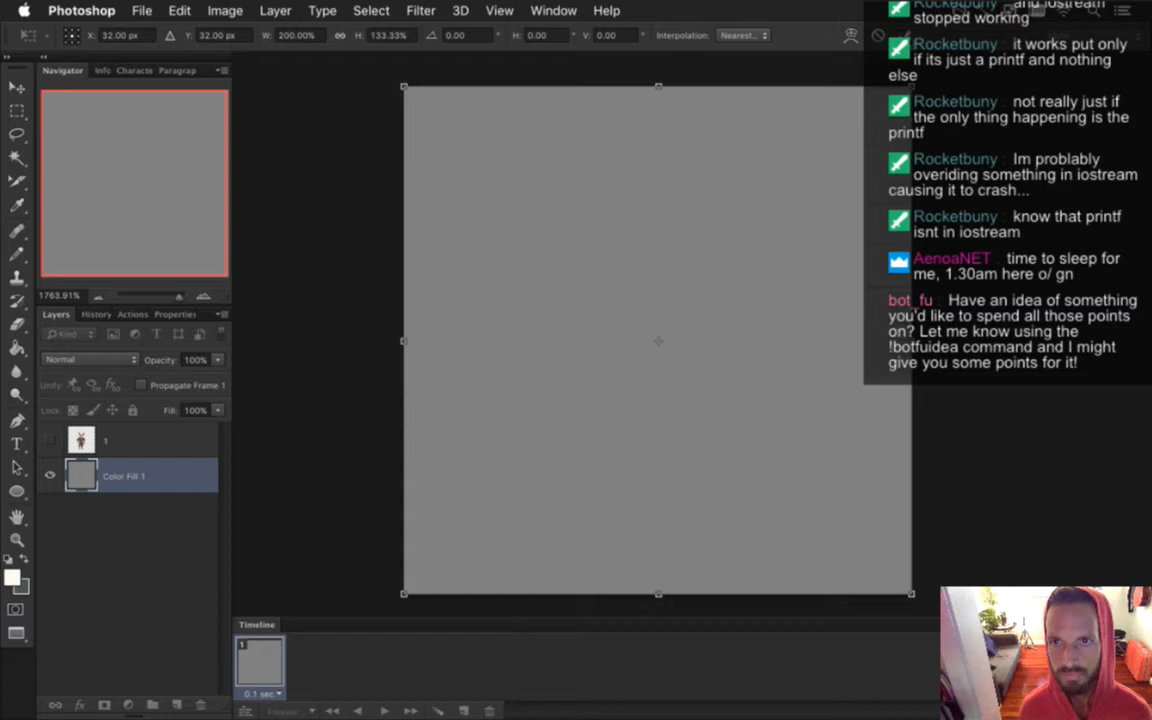 Photoshop File Edit Image Layer Type Select Filter 3D View Window Help
X: 32.00 px Y: 32.00 px W: 200.00% H: 133.33% 0.00 ° H: 0.00 ° V: 0.00 ° Interpolation: Nearest...
Navigator Info Characte Paragrap
1763.91%
Layers History Actions Properties
Kind
Normal Opacity: 100%
Unify: Propagate Frame 1
Lock: Fill: 100%
1
Color Fill 1
Timeline
1
0.1 sec.
Forever
Rocketbuny : and iostream
stopped working
Rocketbuny : it works put only
if its just a printf and nothing
else
Rocketbuny : not really just if
the only thing happening is the
printf
Rocketbuny : Im problably
overiding something in iostream
causing it to crash...
Rocketbuny : know that printf
isnt in iostream
AenoaNET : time to sleep for
me, 1.30am here o/ gn
bot_fu : Have an idea of something
you'd like to spend all those points
on? Let me know using the
!botfuidea command and I might
give you some points for it!